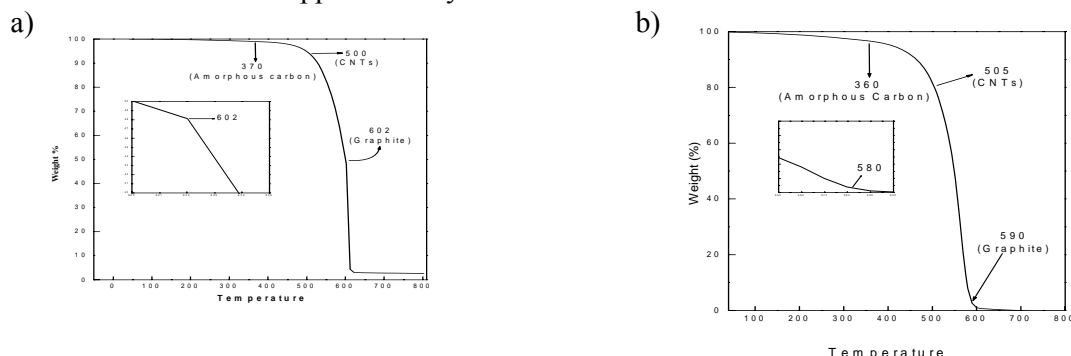 a)
100
90
80
70
60
50
40
30
20
10
0
Weight %
370
(Amorphous carbon)
500
(CNTs)
602
602
(Graphite)
0 100 200 300 400 500 600 700 800
Temperature
b)
100
80
60
40
20
0
Weight (%)
360
(Amorphous Carbon)
505
(CNTs)
580
590
(Graphite)
100 200 300 400 500 600 700 800
Temperature